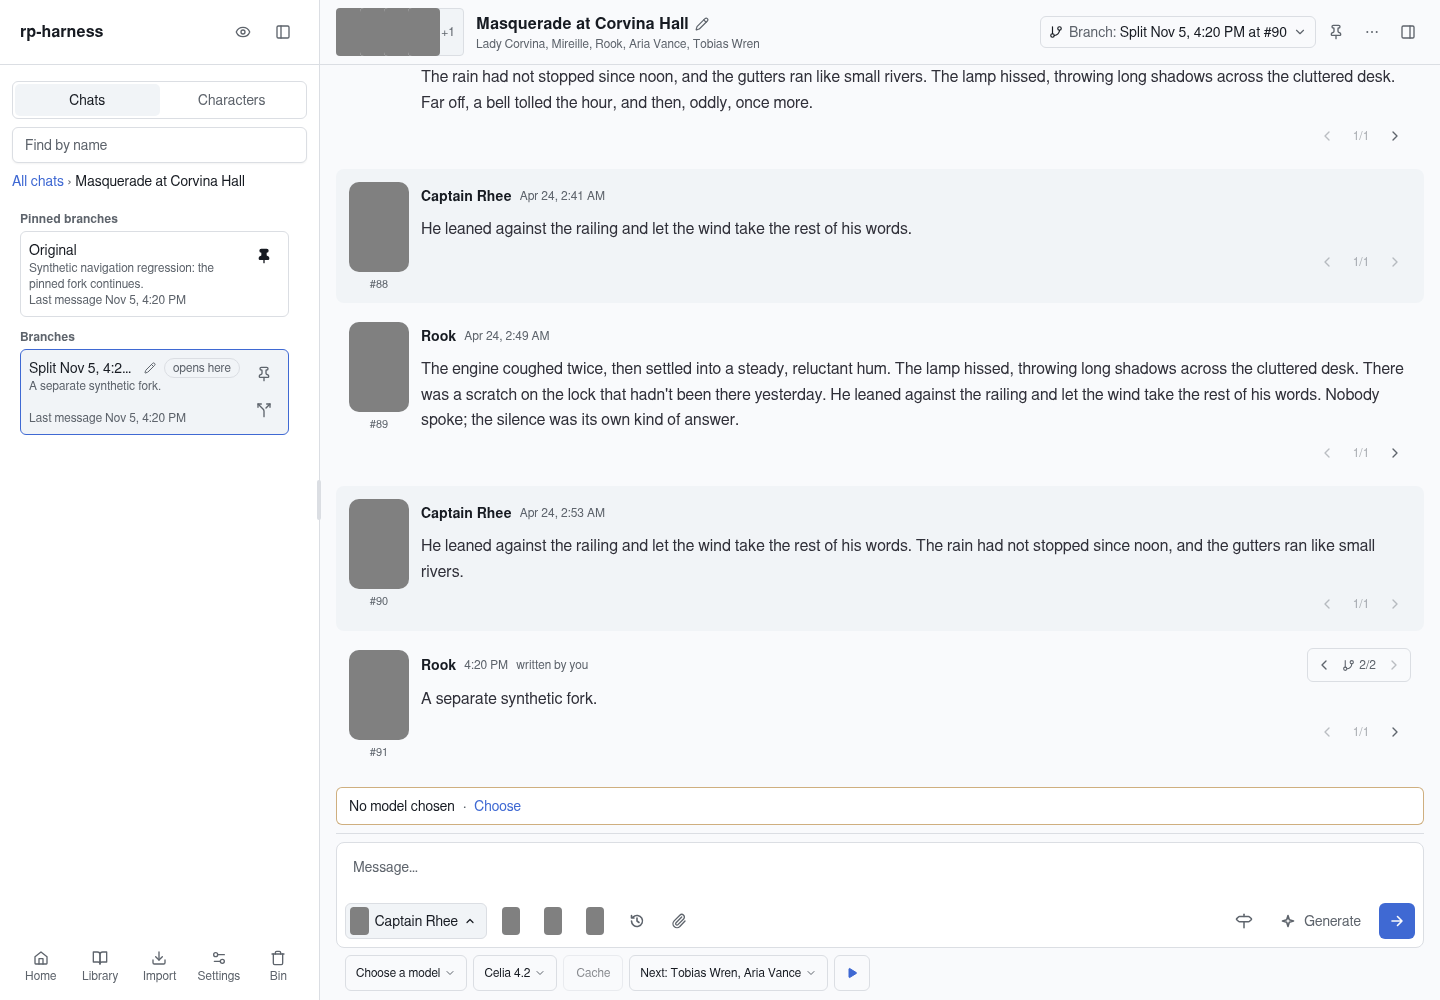 rp-harness
Chats
Characters
Find by name
All chats › Masquerade at Corvina Hall
Pinned branches
Original
Synthetic navigation regression: the
pinned fork continues.
Last message Nov 5, 4:20 PM
Branches
Split Nov 5, 4:2...
opens here
A separate synthetic fork.
Last message Nov 5, 4:20 PM
Home
Library
Import
Settings
Bin
+1
Masquerade at Corvina Hall
Lady Corvina, Mireille, Rook, Aria Vance, Tobias Wren
Branch: Split Nov 5, 4:20 PM at #90
The rain had not stopped since noon, and the gutters ran like small rivers. The lamp hissed, throwing long shadows across the cluttered desk.
Far off, a bell tolled the hour, and then, oddly, once more.
1/1
Captain Rhee Apr 24, 2:41 AM
He leaned against the railing and let the wind take the rest of his words.
1/1
#88
Rook Apr 24, 2:49 AM
The engine coughed twice, then settled into a steady, reluctant hum. The lamp hissed, throwing long shadows across the cluttered desk. There
was a scratch on the lock that hadn't been there yesterday. He leaned against the railing and let the wind take the rest of his words. Nobody
spoke; the silence was its own kind of answer.
#89
1/1
Captain Rhee Apr 24, 2:53 AM
He leaned against the railing and let the wind take the rest of his words. The rain had not stopped since noon, and the gutters ran like small
rivers.
#90
1/1
Rook 4:20 PM written by you
2/2
A separate synthetic fork.
1/1
#91
No model chosen · Choose
Message...
Captain Rhee
Generate
Choose a model
Celia 4.2
Cache
Next: Tobias Wren, Aria Vance